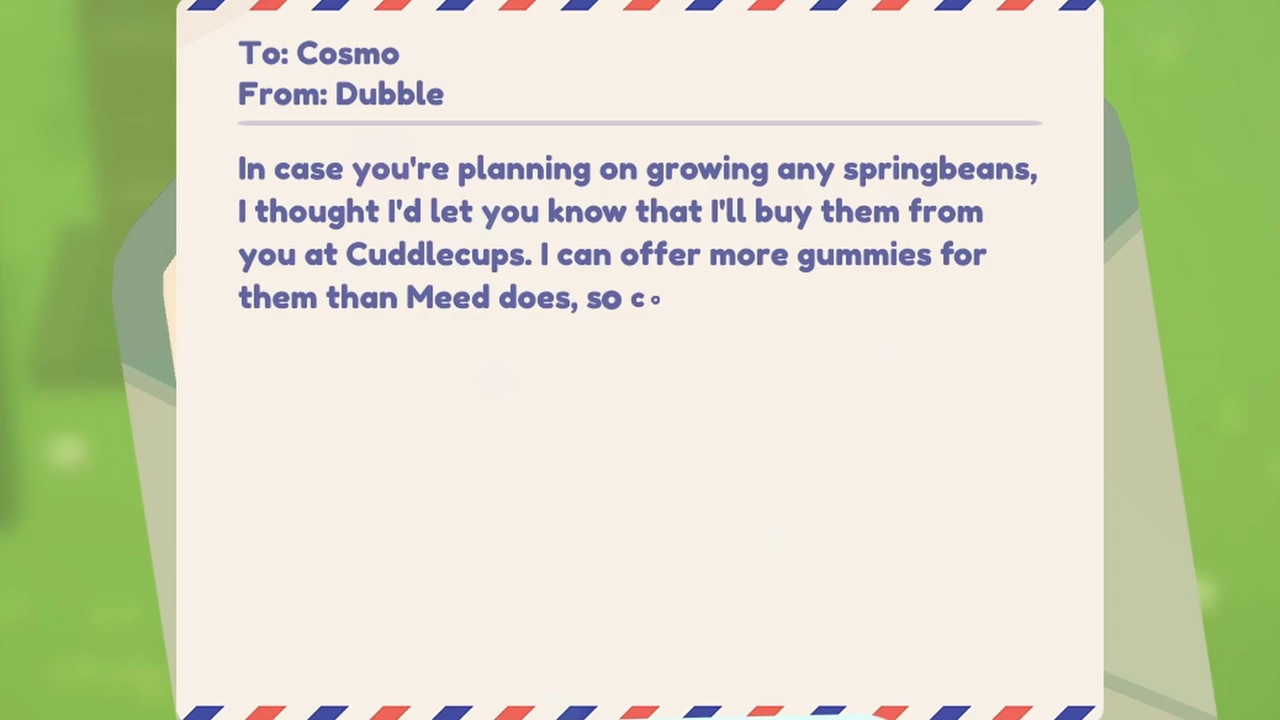 To: Cosmo
From: Dubble
In case you're planning on growing any springbeans,
I thought I'd let you know that I'll buy them from
you at Cuddlecups. I can offer more gummies for
them than Meed does, so co